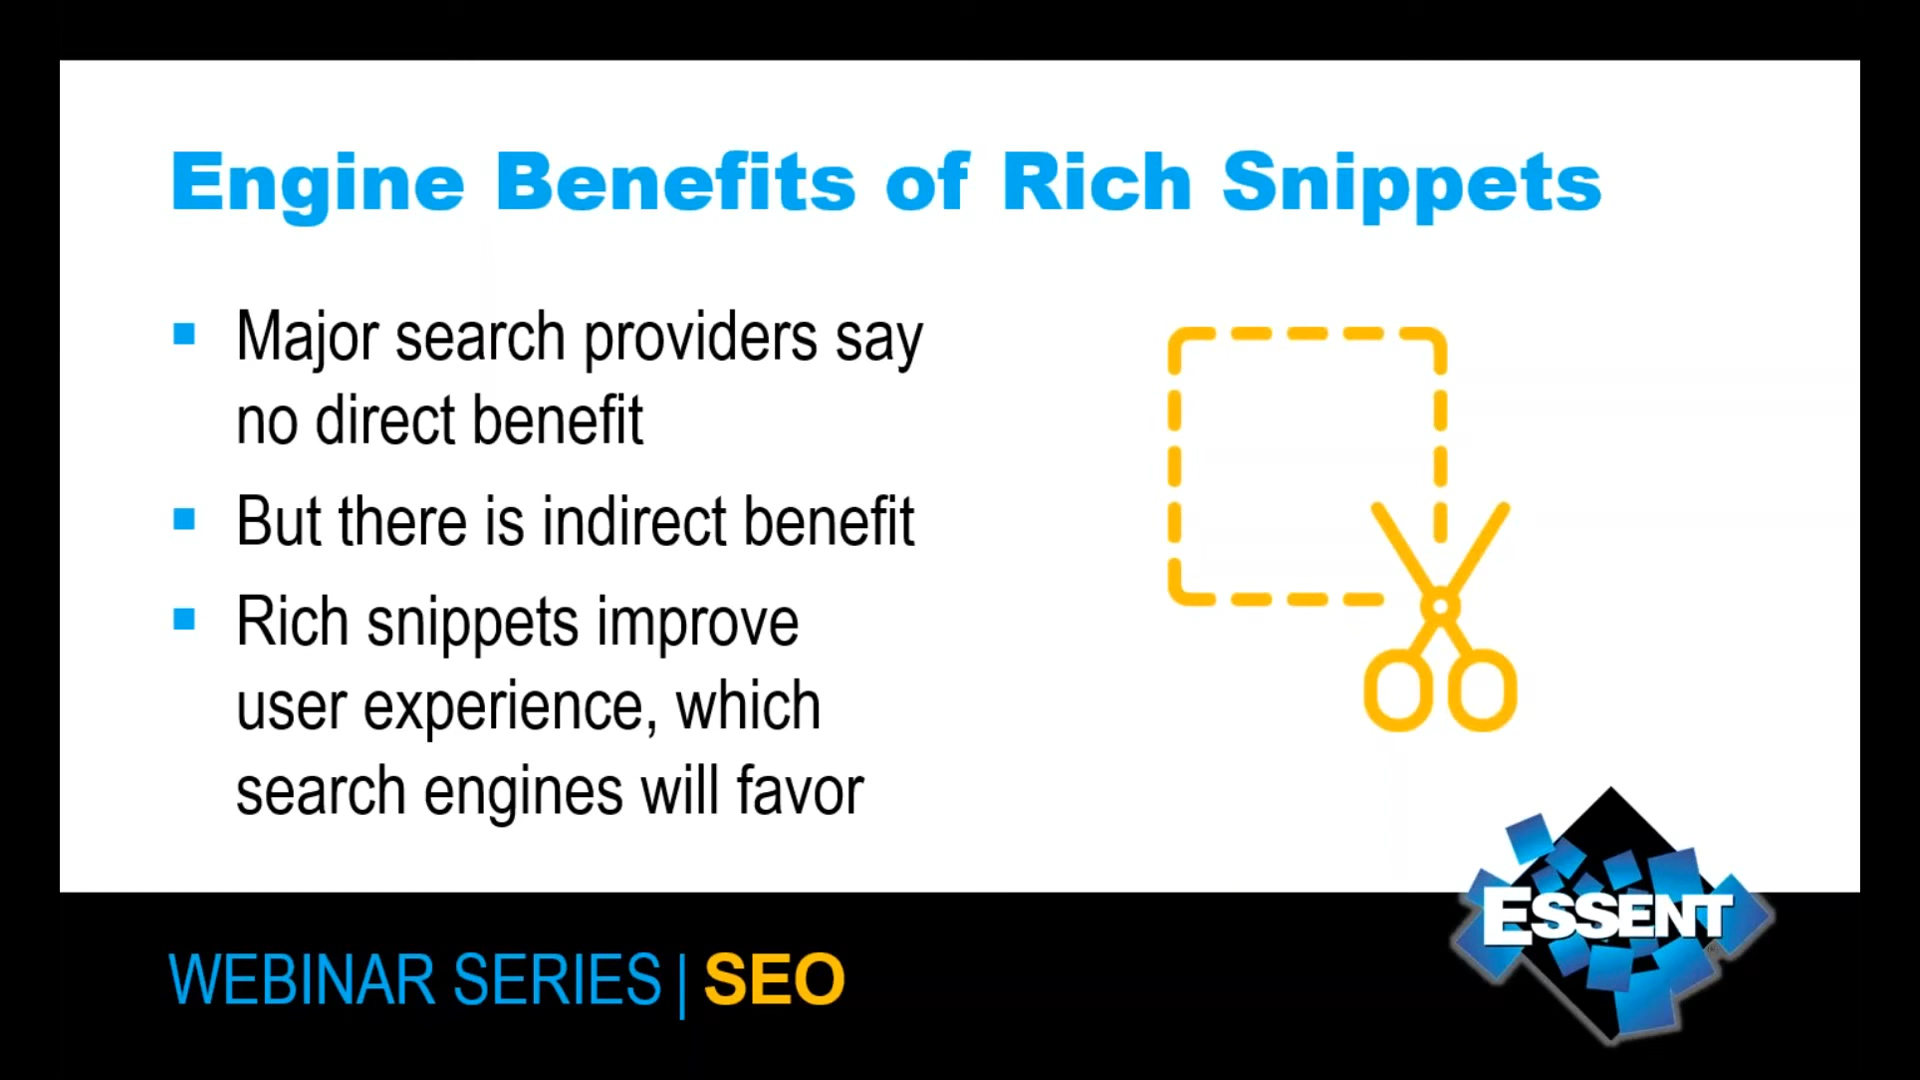 Engine Benefits of Rich Snippets
Major search providers say
no direct benefit
But there is indirect benefit
Rich snippets improve
user experience, which
search engines will favor
ESSENT
WEBINAR SERIES | SEO